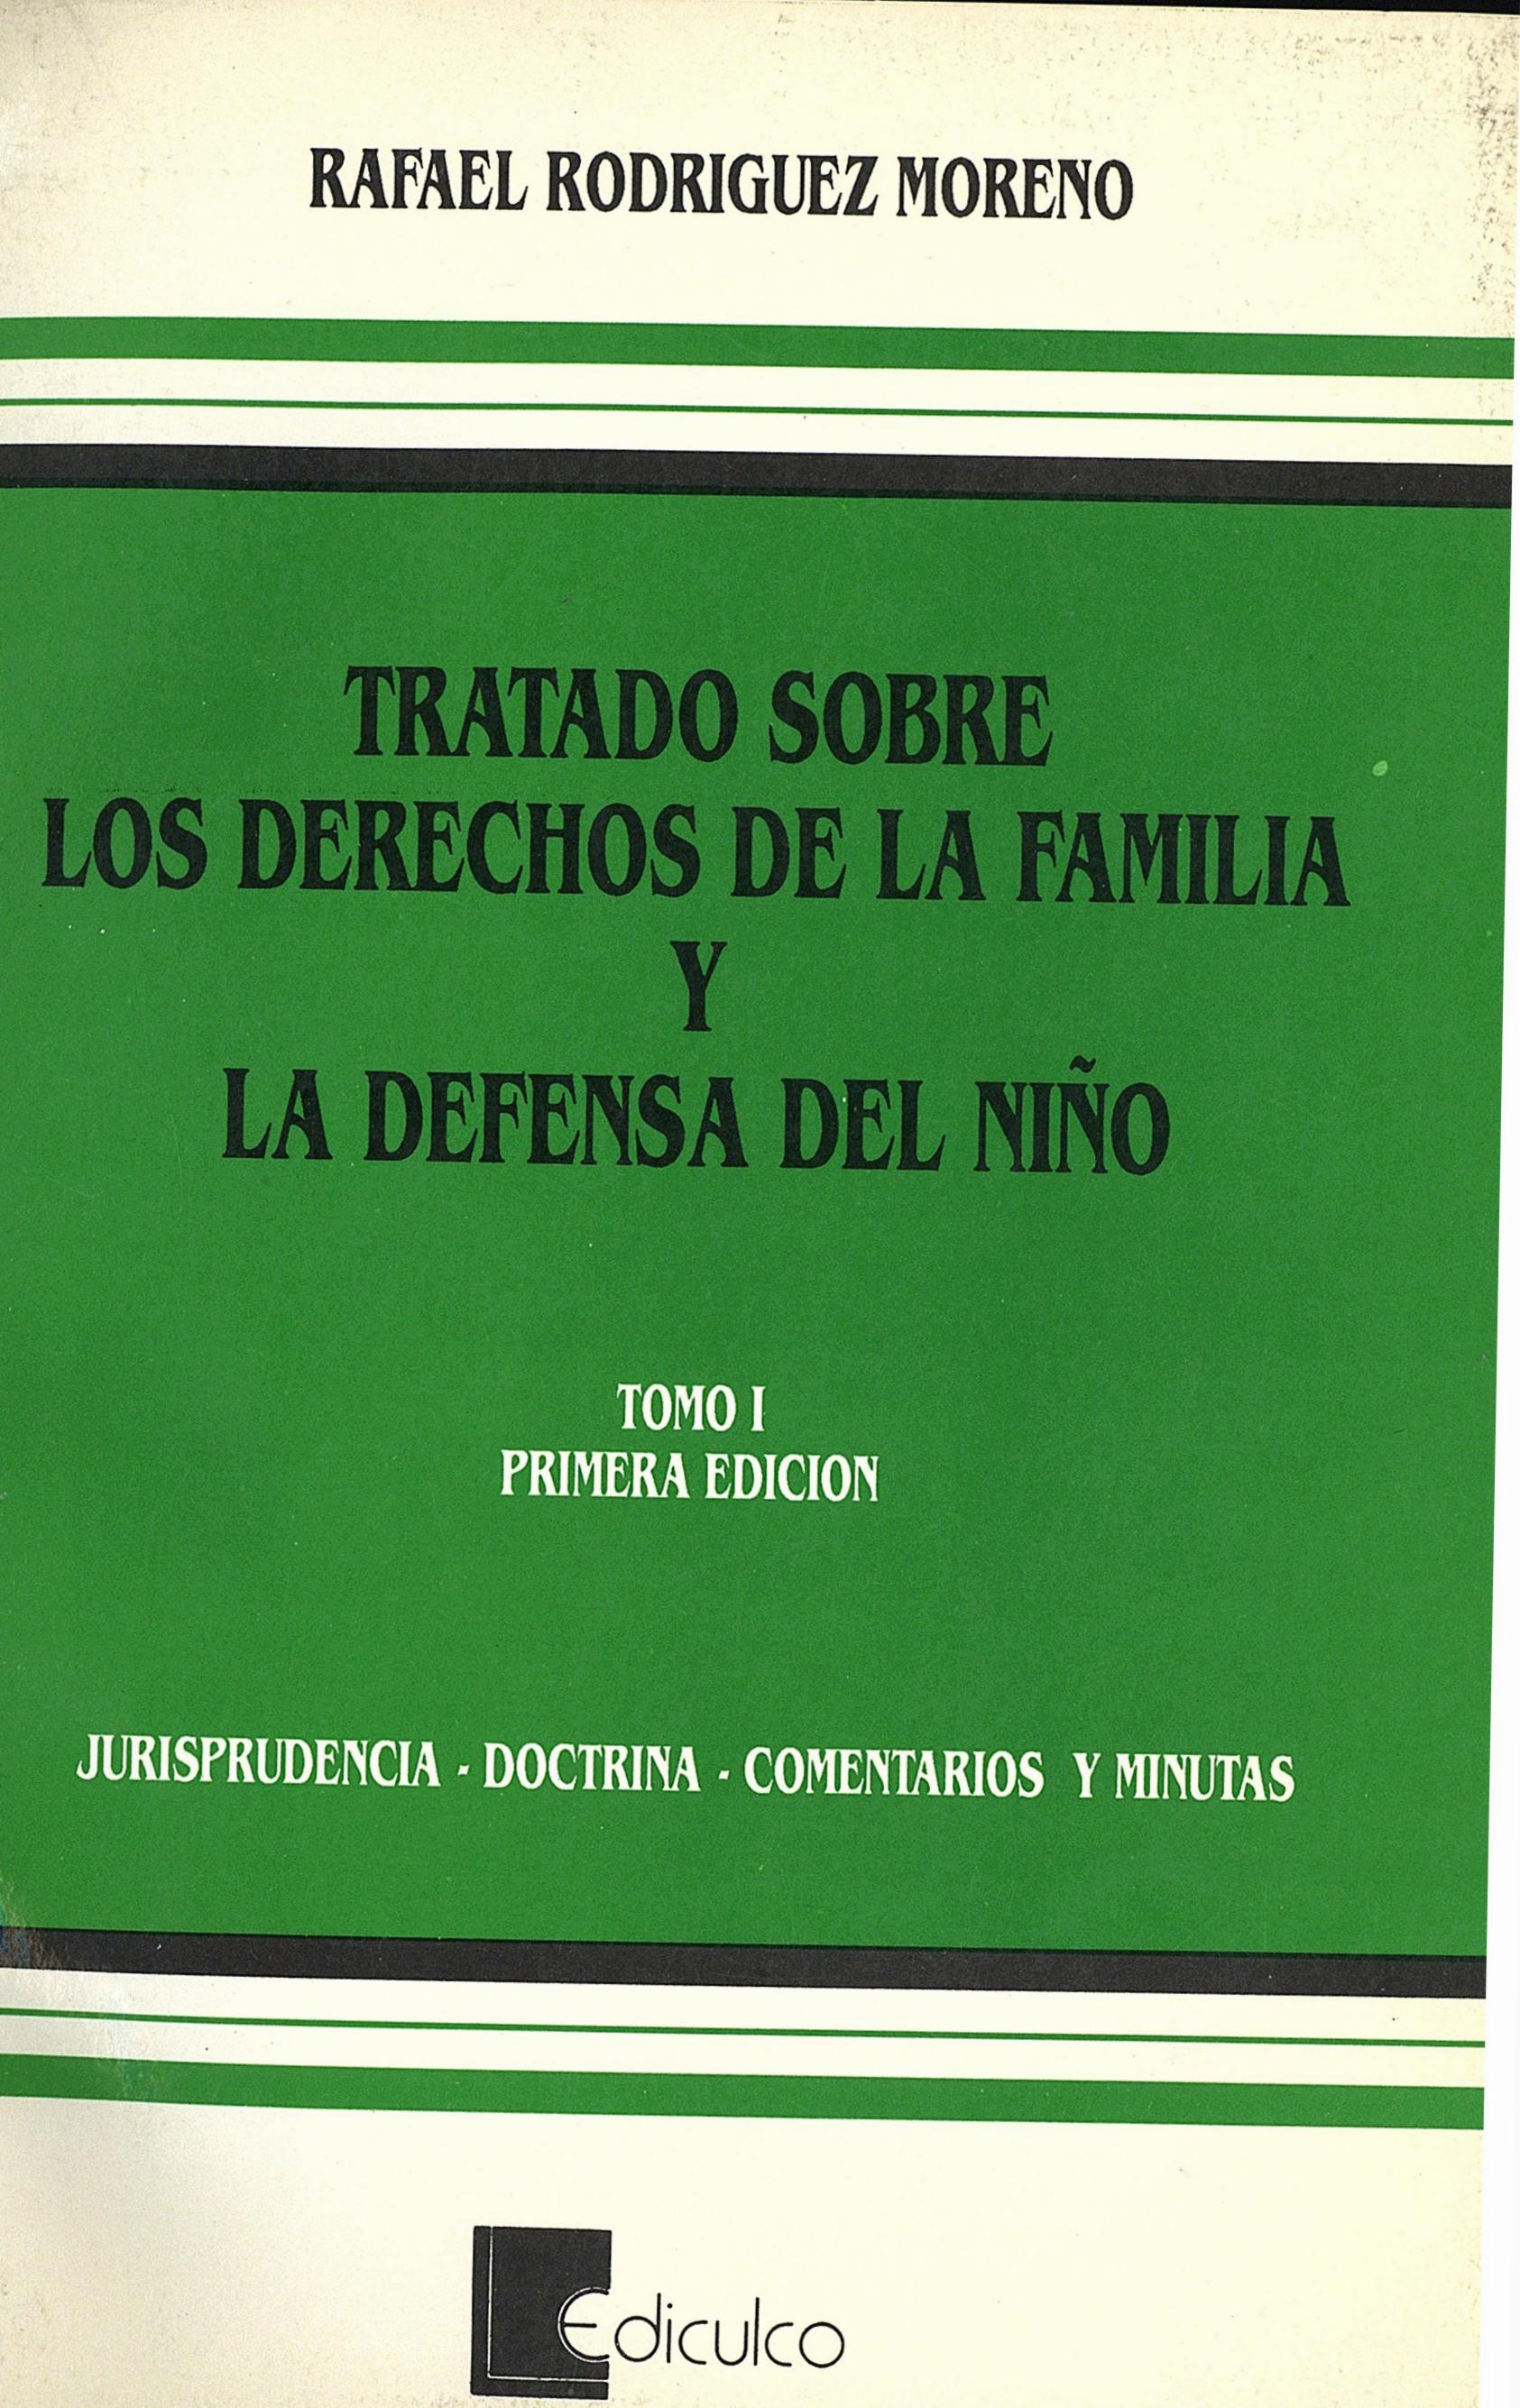 RAFAEL RODRIGUEZ MORENO
TRATADO SOBRE
LOS DERECHOS DE LA FAMILIA
Y
LA DEFENSA DEL NIÑO
TOMO I
PRIMERA EDICION
JURISPRUDENCIA - DOCTRINA - COMENTARIOS Y MINUTAS
Ediculco